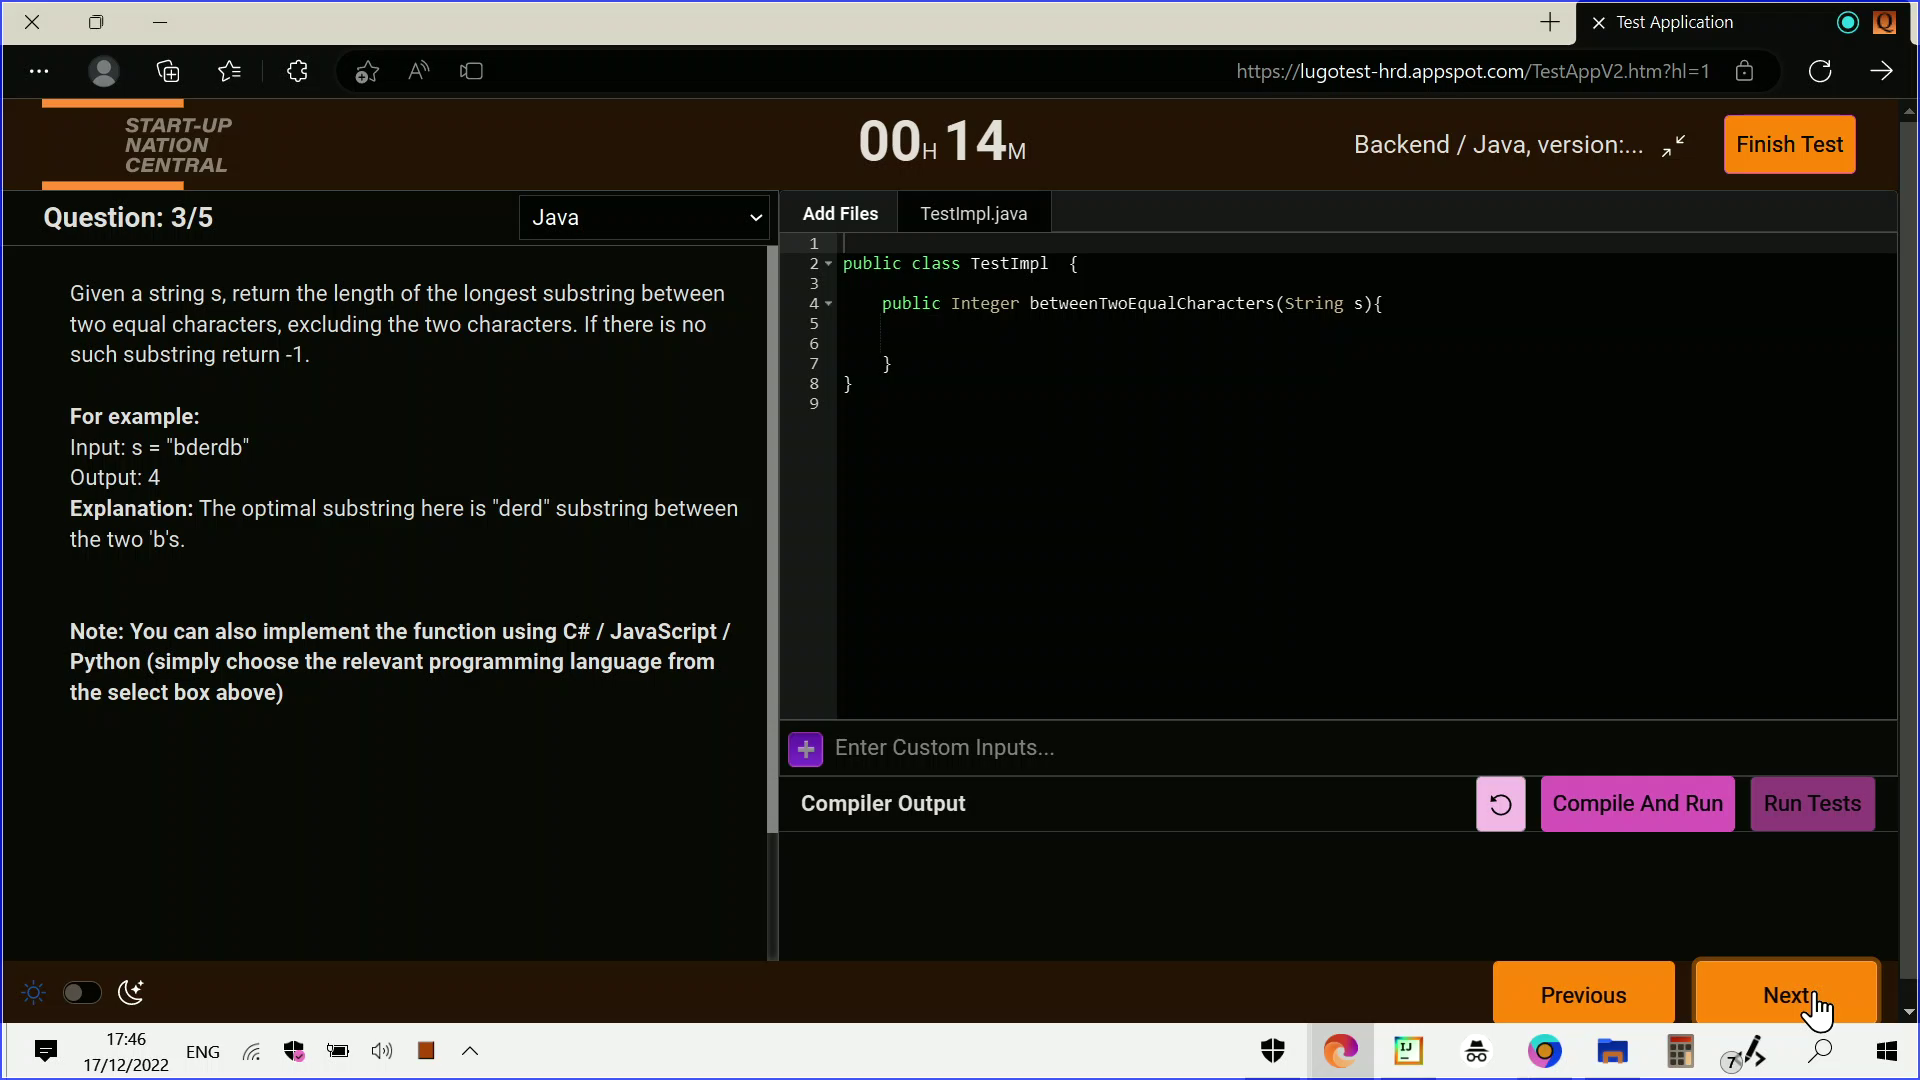 Test Application
Q
https://lugotest-hrd.appspot.com/TestAppV2.htm?hl=1
START-UP
NATION
CENTRAL
00H 14M
Backend / Java, version:...
Finish Test
Question: 3/5
Java
Given a string s, return the length of the longest substring between
two equal characters, excluding the two characters. If there is no
such substring return -1.
For example:
Input: s = "bderdb"
Output: 4
Explanation: The optimal substring here is "derd" substring between
the two 'b's.
Note: You can also implement the function using C# / JavaScript /
Python (simply choose the relevant programming language from
the select box above)
Add Files
TestImpl.java
1
2 public class TestImpl {
3
4 public Integer betweenTwoEqualCharacters(String s){
5
6
7 }
8 }
9
+ Enter Custom Inputs...
Compiler Output
Compile And Run
Run Tests
Previous
Next
17:46
17/12/2022
ENG
IJ
7